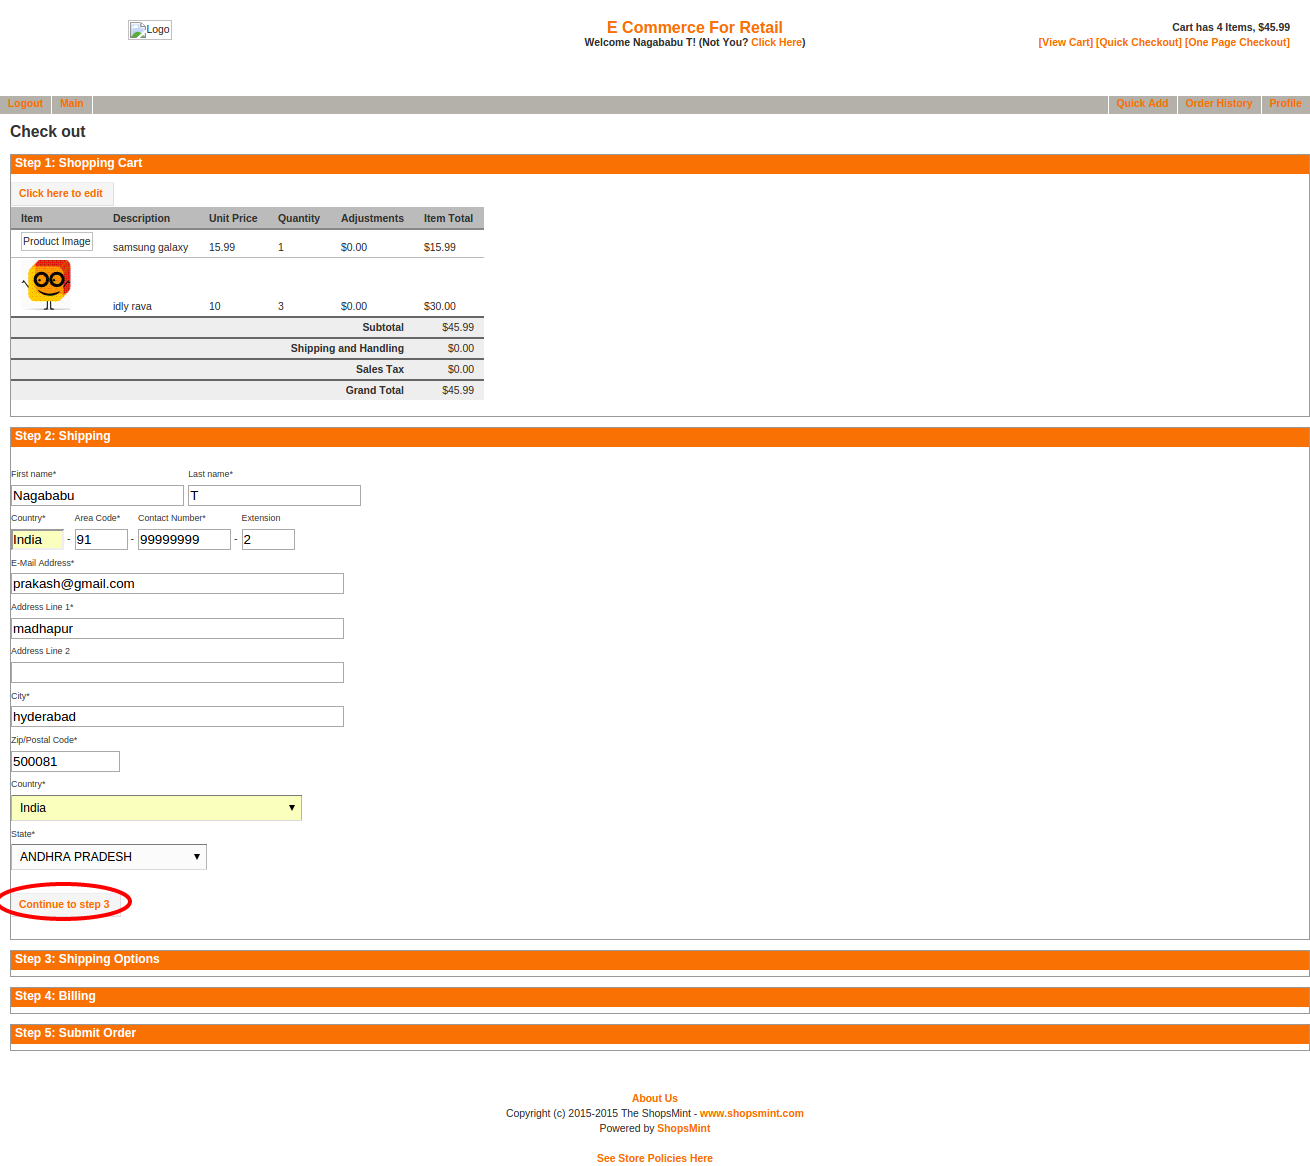 Logo
E Commerce For Retail
Welcome Nagababu T! (Not You? Click Here)
Cart has 4 Items, $45.99
[View Cart] [Quick Checkout] [One Page Checkout]
Logout Main Quick Add Order History Profile
Check out
Step 1: Shopping Cart
Click here to edit
Item Description Unit Price Quantity Adjustments Item Total
Product Image samsung galaxy 15.99 1 $0.00 $15.99
idly rava 10 3 $0.00 $30.00
Subtotal $45.99
Shipping and Handling $0.00
Sales Tax $0.00
Grand Total $45.99
Step 2: Shipping
First name* Last name*
Nagababu T
Country* Area Code* Contact Number* Extension
India - 91 - 99999999 - 2
E-Mail Address*
prakash@gmail.com
Address Line 1*
madhapur
Address Line 2
City*
hyderabad
Zip/Postal Code*
500081
Country*
India
State*
ANDHRA PRADESH
Continue to step 3
Step 3: Shipping Options
Step 4: Billing
Step 5: Submit Order
About Us
Copyright (c) 2015-2015 The ShopsMint - www.shopsmint.com
Powered by ShopsMint
See Store Policies Here